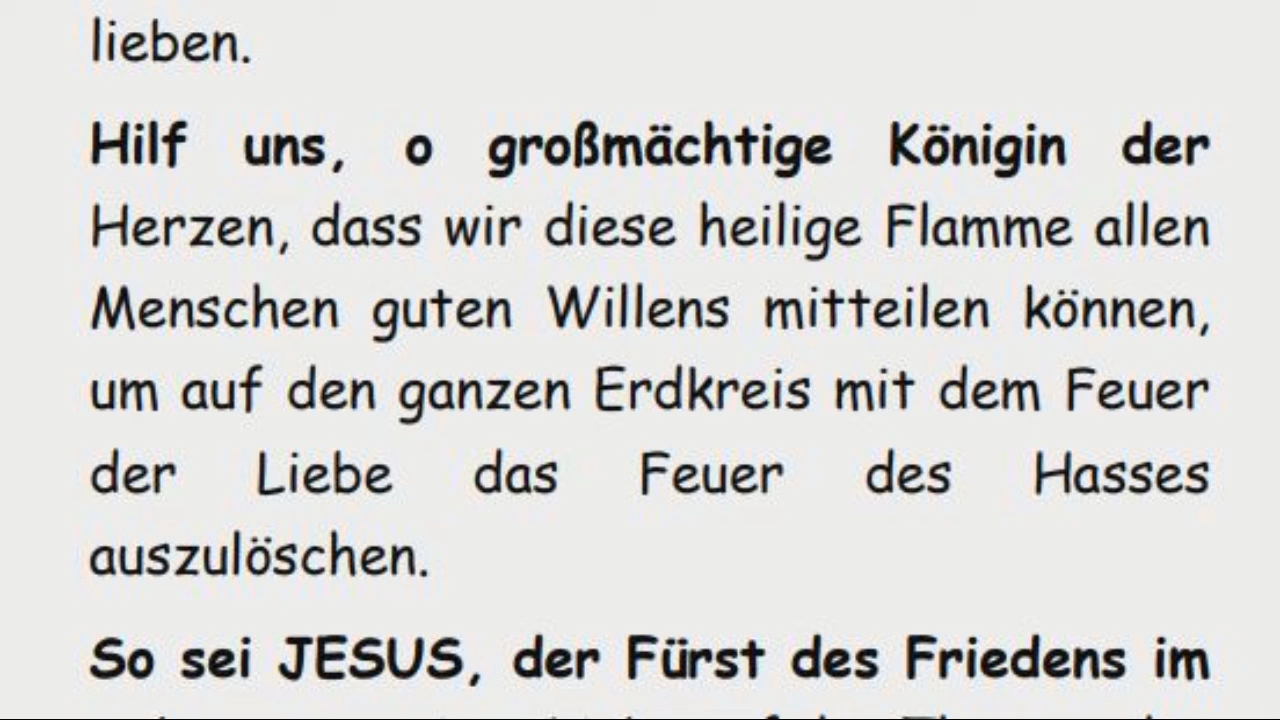 lieben.
Hilf uns, o großmächtige Königin der
Herzen, dass wir diese heilige Flamme allen
Menschen guten Willens mitteilen können,
um auf den ganzen Erdkreis mit dem Feuer
der Liebe das Feuer des Hasses
auszulöschen.
So sei JESUS, der Fürst des Friedens im